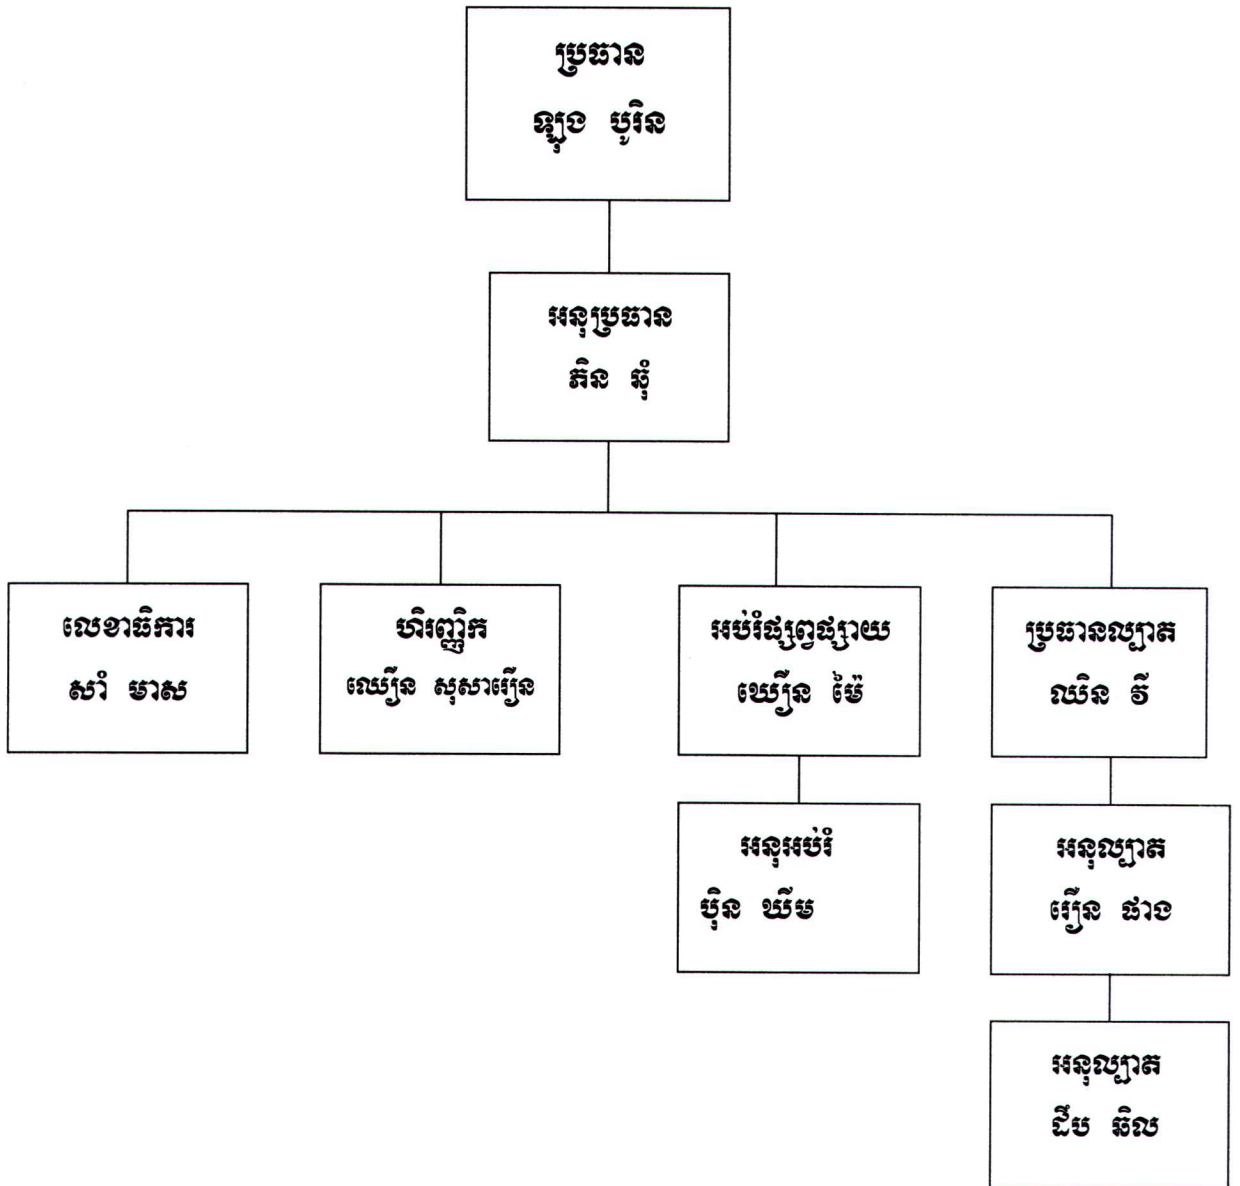 ប្រធាន
ឡុង បូរិន
អនុប្រធាន
ភិន ឆុំ
លេខាធិការ
សាំ មាស
ហិរញ្ញិក
ឈឿន សុសារឿន
អប់រំផ្សព្វផ្សាយ
ឃឿន ម៉ៃ
ប្រធានល្បាត
ឈិន វី
អនុអប់រំ
ប៉ិន ឃីម
អនុល្បាត
រឿន ផាង
អនុល្បាត
ដឹប ឆិល